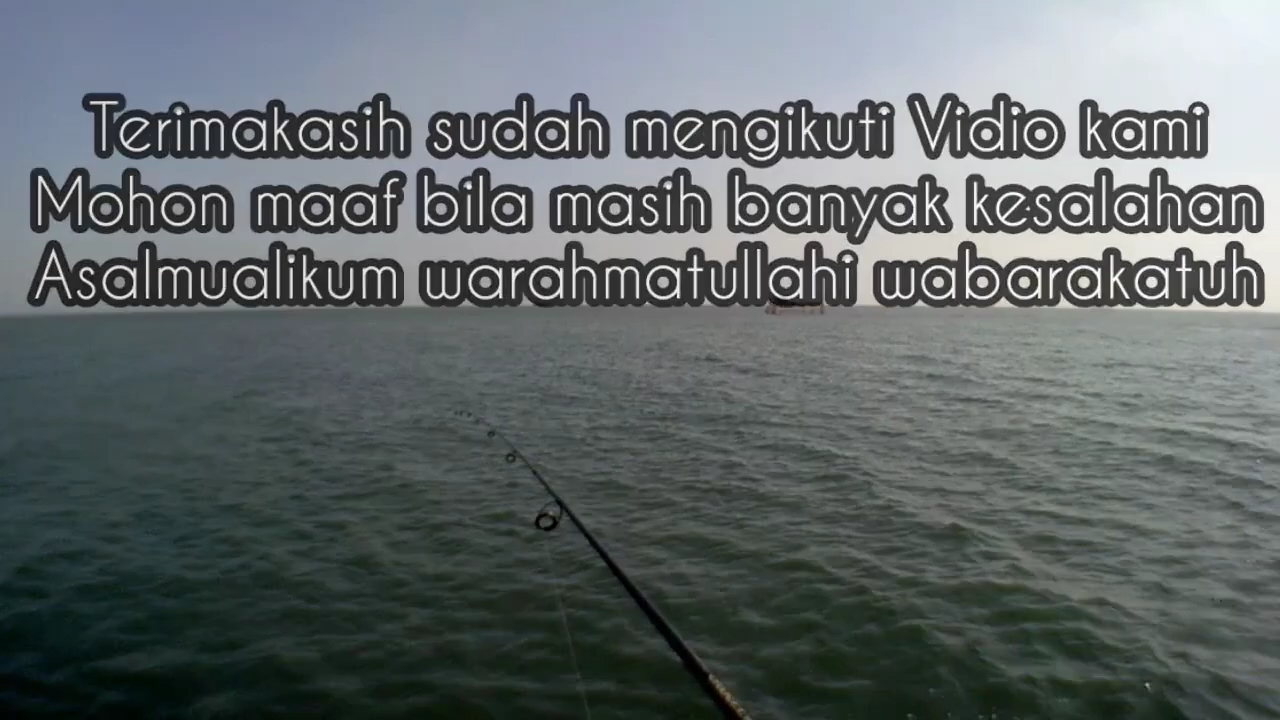 Terimakasih sudah mengikuti Vidio kami
Mohon maaf bila masih banyak kesalahan
Asalmualikum warahmatullahi wabarakatuh